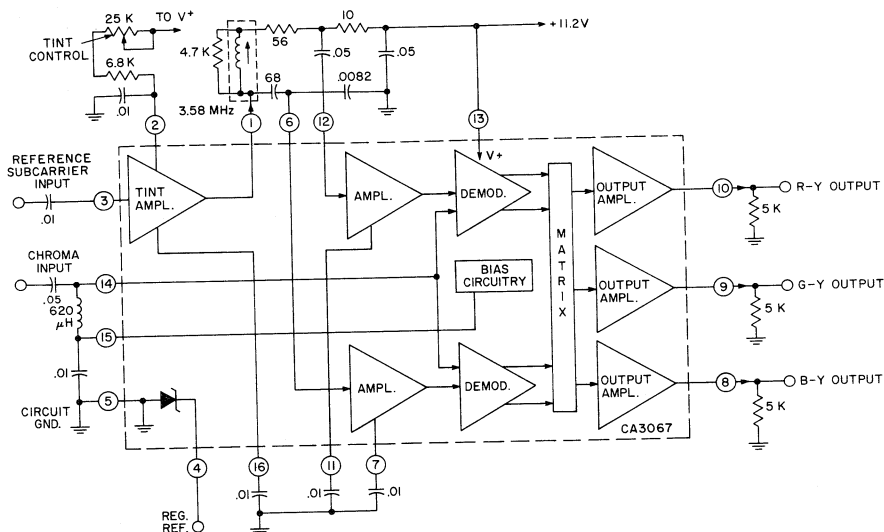 25 K
TO V+
TINT
CONTROL
6.8 K
.01
4.7 K
56
10
+11.2V
.05
.05
68
.0082
3.58 MHz
2
1
6
12
13
V+
REFERENCE
SUBCARRIER
INPUT
.01
3
TINT
AMPL.
AMPL.
DEMOD.
MATRIX
OUTPUT
AMPL.
10
R-Y OUTPUT
5 K
CHROMA
INPUT
.05
14
620
μH
15
BIAS
CIRCUITRY
OUTPUT
AMPL.
9
G-Y OUTPUT
5 K
.01
CIRCUIT
GND.
5
AMPL.
DEMOD.
OUTPUT
AMPL.
8
B-Y OUTPUT
5 K
CA3067
4
16
11
7
.01
.01
.01
REG.
REF.